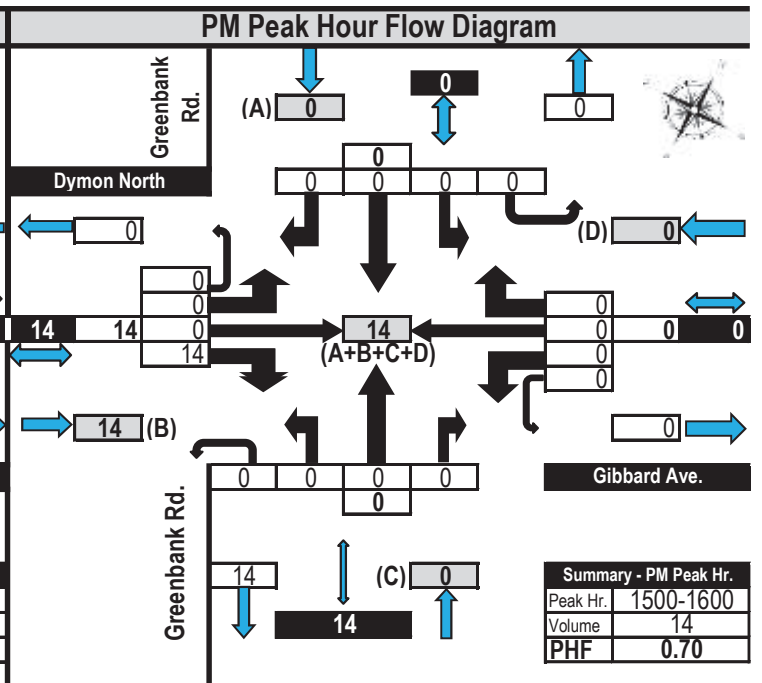 PM Peak Hour Flow Diagram
Greenbank
Rd.
(A) 0
0
0
0
Dymon North
0 0 0 0
0
(D) 0
0
0
0
14 14 0
14
14
(A+B+C+D)
0
0 0 0
0
0
14 (B)
0
0 0 0 0
0
Gibbard Ave.
Greenbank Rd.
14
(C) 0
14
Summary - PM Peak Hr.
Peak Hr. 1500-1600
Volume 14
PHF 0.70